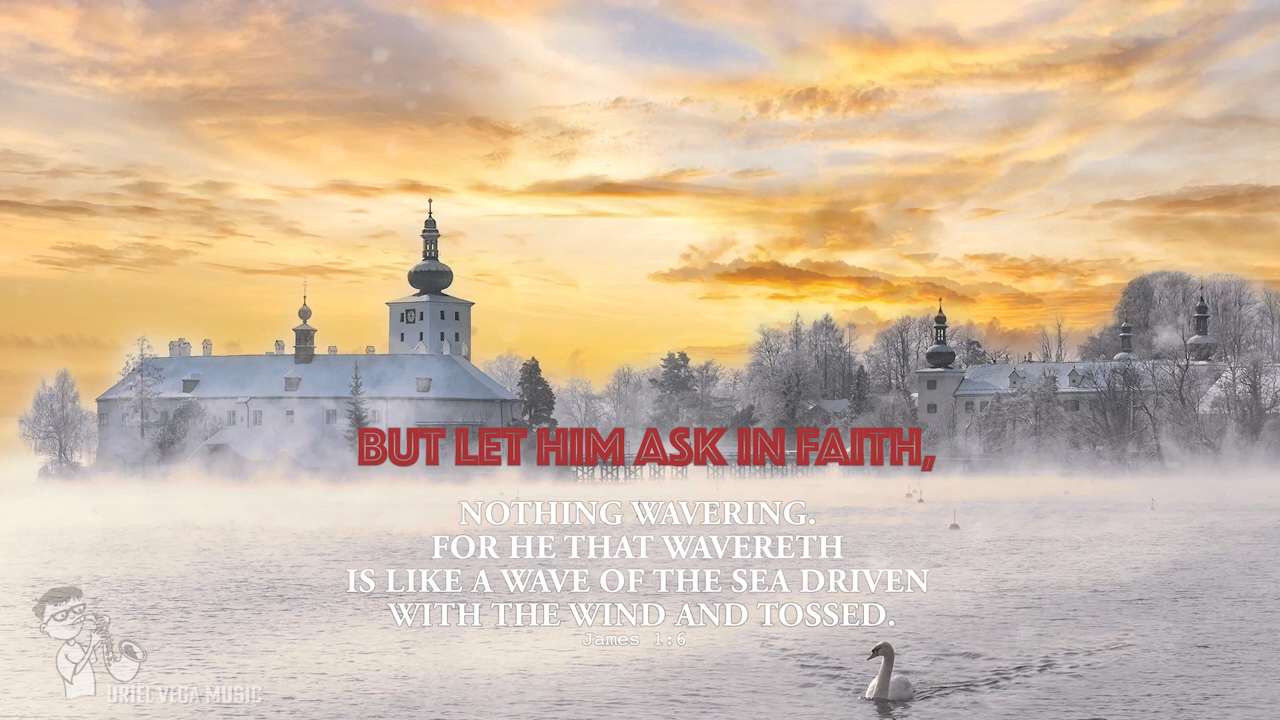 BUT LET HIM ASK IN FAITH,
NOTHING WAVERING.
FOR HE THAT WAVERETH
IS LIKE A WAVE OF THE SEA DRIVEN
WITH THE WIND AND TOSSED.
James 1:6
URIEL VEGA MUSIC